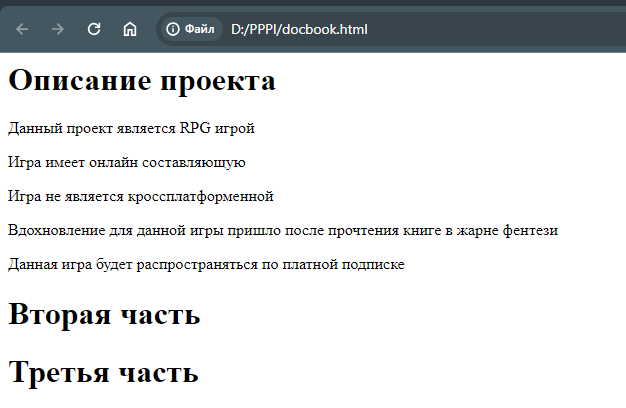 Файл D:/PPPI/docbook.html
Описание проекта
Данный проект является RPG игрой
Игра имеет онлайн составляющую
Игра не является кроссплатформенной
Вдохновление для данной игры пришло после прочтения книге в жарне фентези
Данная игра будет распространяться по платной подписке
Вторая часть
Третья часть